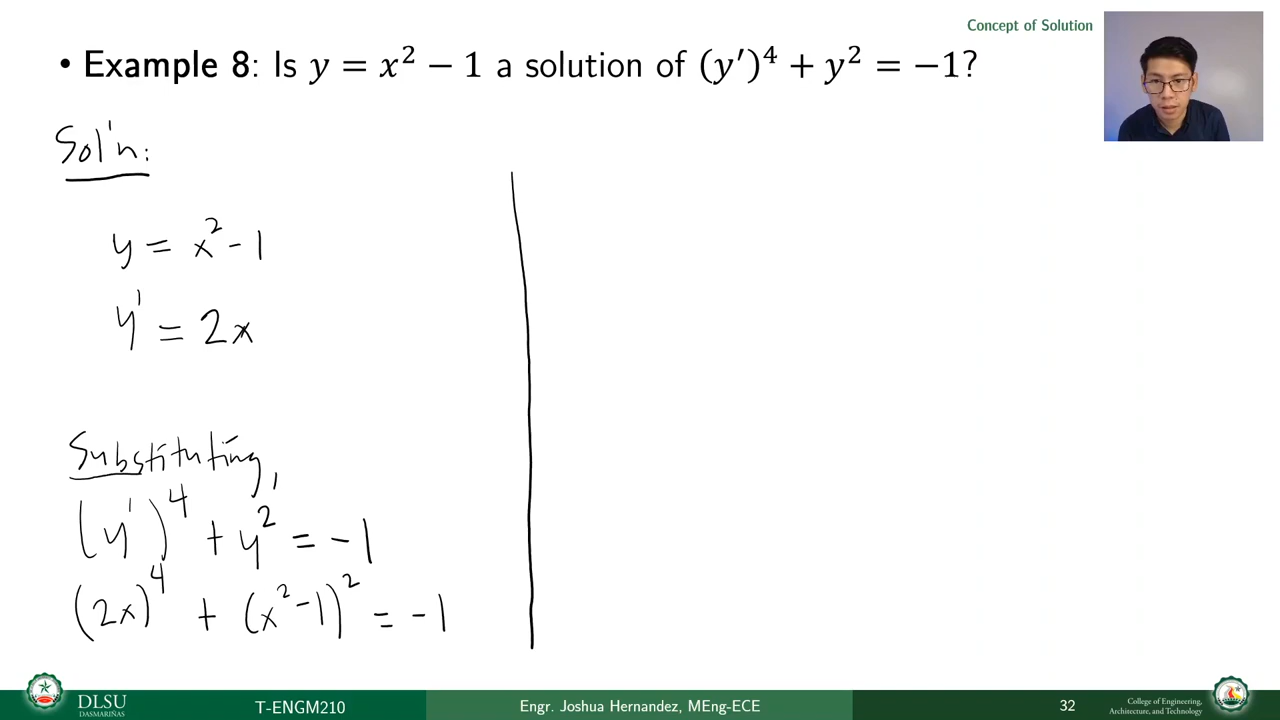 Concept of Solution
• Example 8: Is y = x² − 1 a solution of (y′)⁴ + y² = −1?
Sol'n:
y = x² - 1
y' = 2x
Substituting,
(y')⁴ + y² = -1
(2x)⁴ + (x² - 1)² = -1
DLSU
DASMARIÑAS
T-ENGM210
Engr. Joshua Hernandez, MEng-ECE
32
College of Engineering,
Architecture, and Technology